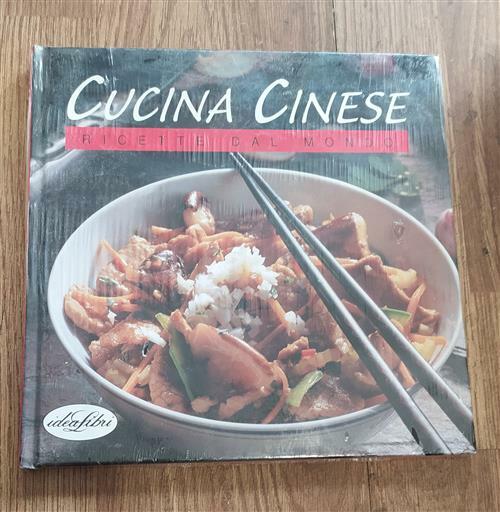 CUCINA CINESE
RICETTE DAL MONDO
ideaLibri